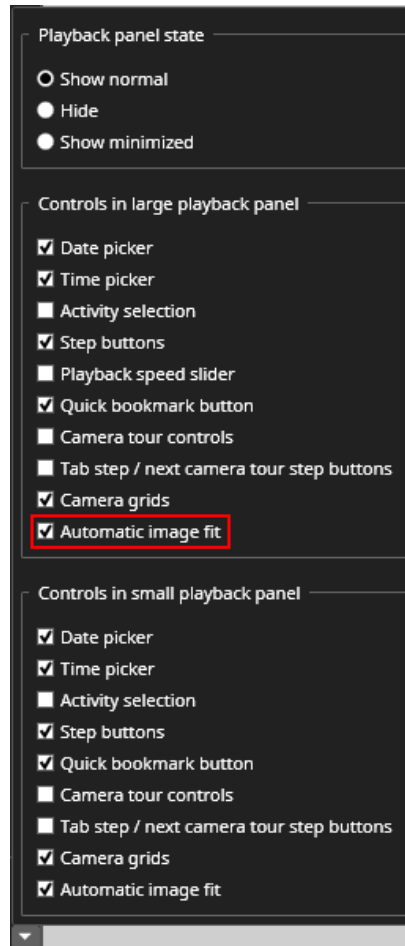 Playback panel state
Show normal
Hide
Show minimized
Controls in large playback panel
Date picker
Time picker
Activity selection
Step buttons
Playback speed slider
Quick bookmark button
Camera tour controls
Tab step / next camera tour step buttons
Camera grids
Automatic image fit
Controls in small playback panel
Date picker
Time picker
Activity selection
Step buttons
Quick bookmark button
Camera tour controls
Tab step / next camera tour step buttons
Camera grids
Automatic image fit